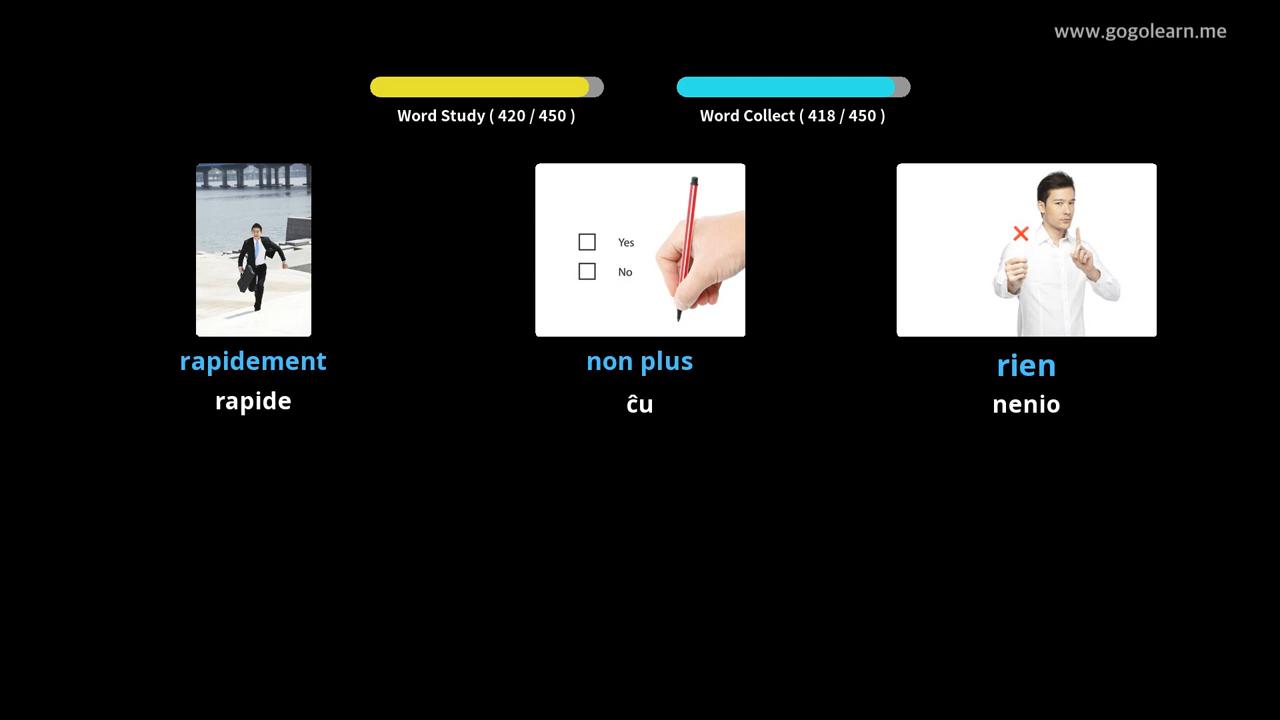 www.gogolearn.me
Word Study ( 420 / 450 )
Word Collect ( 418 / 450 )
Yes
No
rapidement
non plus
rien
rapide
ĉu
nenio